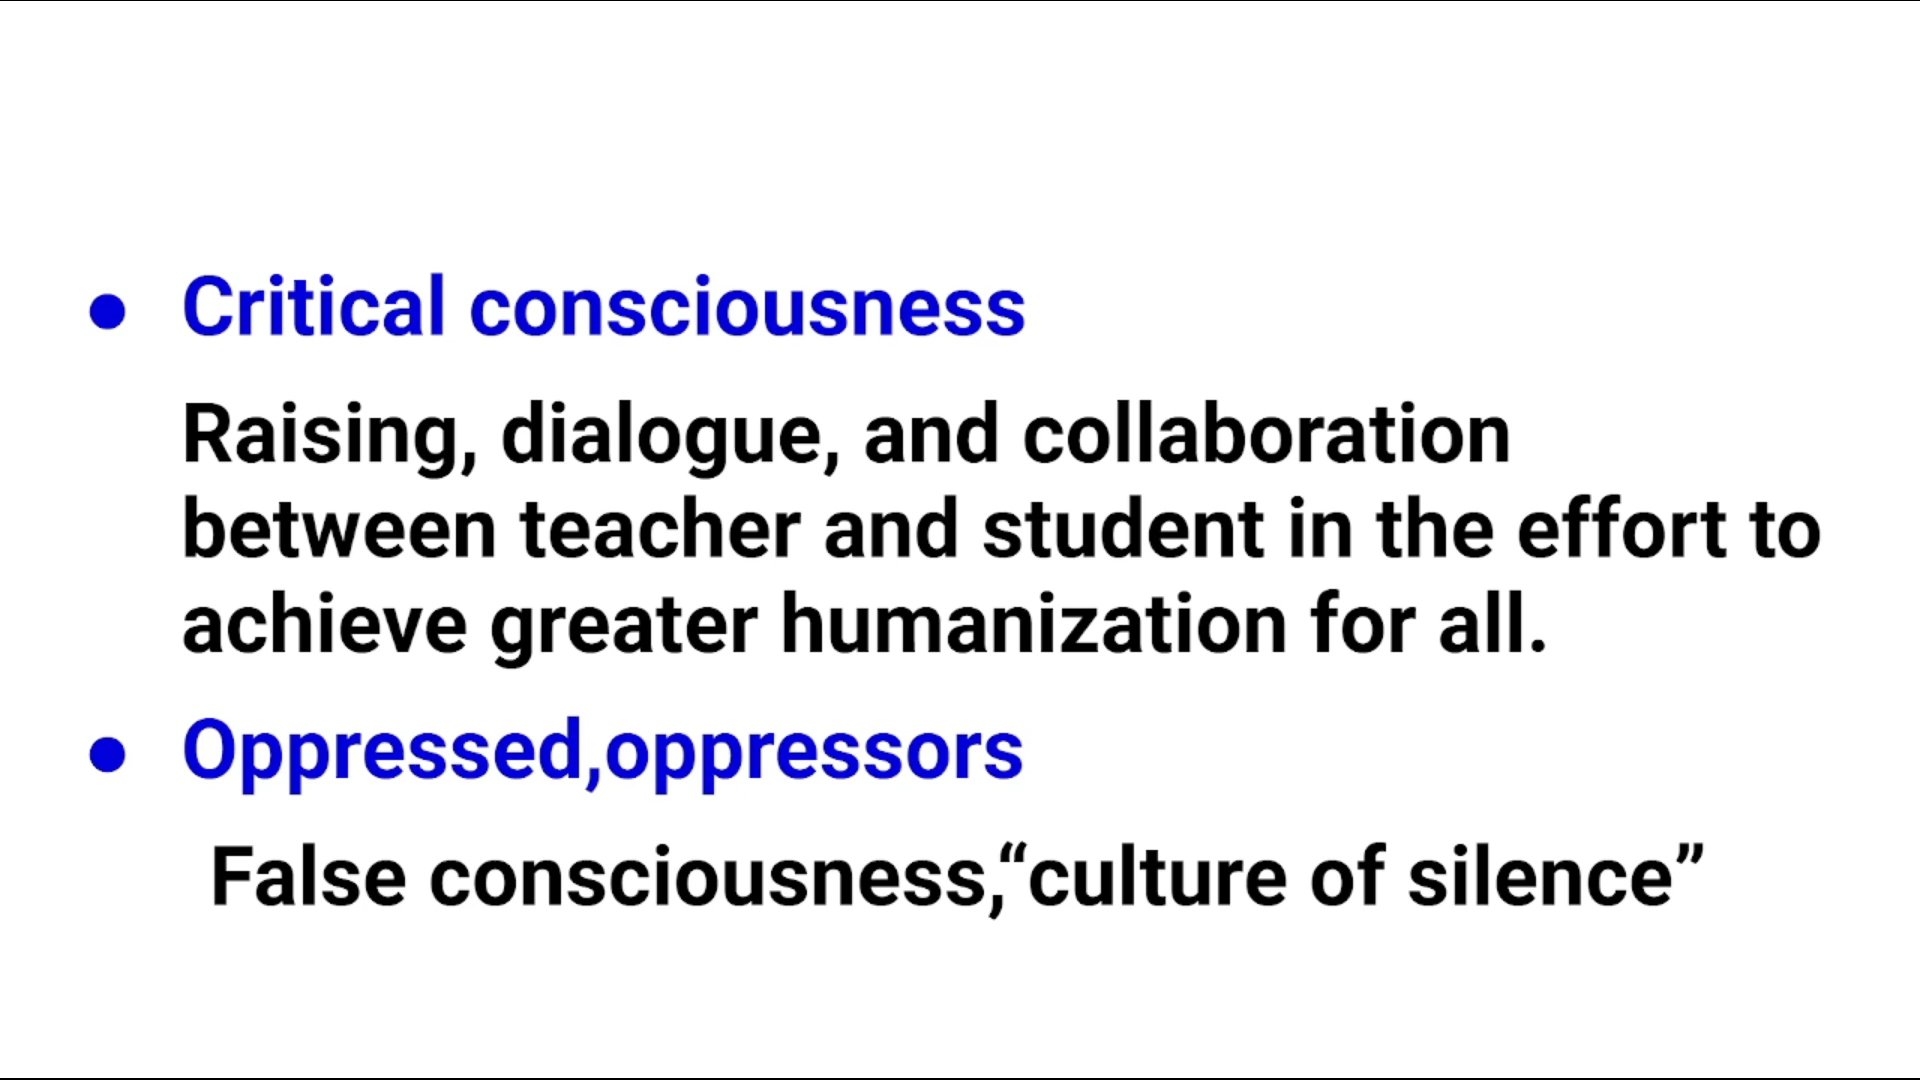 ● Critical consciousness
Raising, dialogue, and collaboration
between teacher and student in the effort to
achieve greater humanization for all.
● Oppressed,oppressors
False consciousness,“culture of silence”